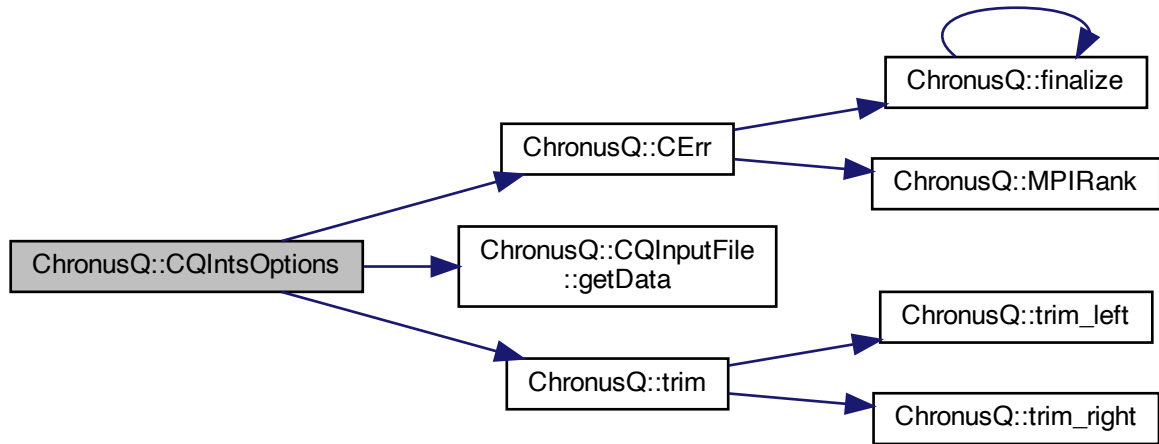 ChronusQ::finalize
ChronusQ::CErr
ChronusQ::MPIRank
ChronusQ::CQIntsOptions
ChronusQ::CQInputFile
::getData
ChronusQ::trim_left
ChronusQ::trim
ChronusQ::trim_right